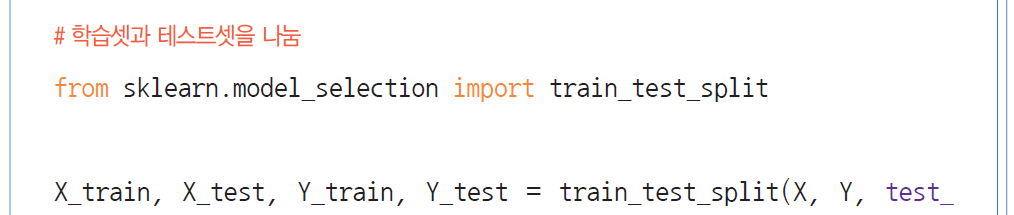 # 학습셋과 테스트셋을 나눔
from sklearn.model_selection import train_test_split
X_train, X_test, Y_train, Y_test = train_test_split(X, Y, test_